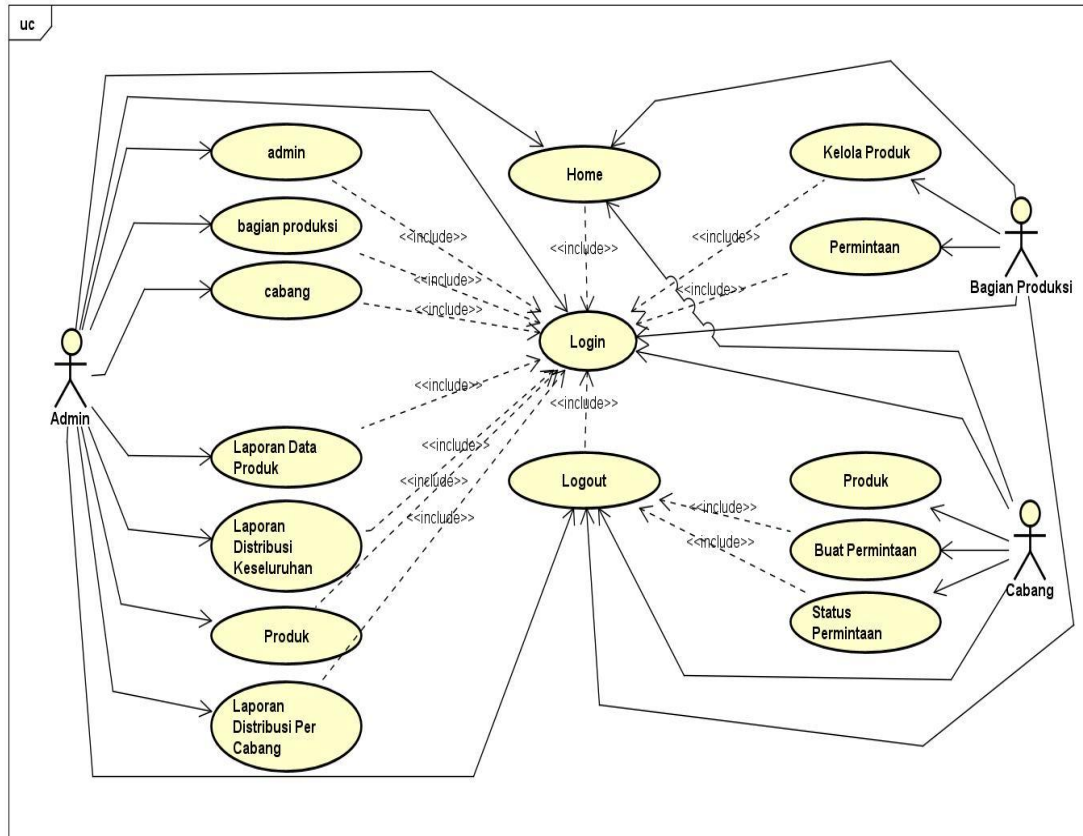 uc
admin
Home
Kelola Produk
bagian produksi
<<include>>
<<include>>
<<include>>
Permintaan
cabang
<<include>>
<<include>>
<<include>>
Bagian Produksi
Login
Admin
<<include>>
<<include>>
Laporan Data
Produk
<<include>>
<<include>>
<<include>>
Logout
Produk
<<include>>
Laporan
Distribusi
Keseluruhan
Buat Permintaan
<<include>>
Cabang
Status
Permintaan
Produk
Laporan
Distribusi Per
Cabang